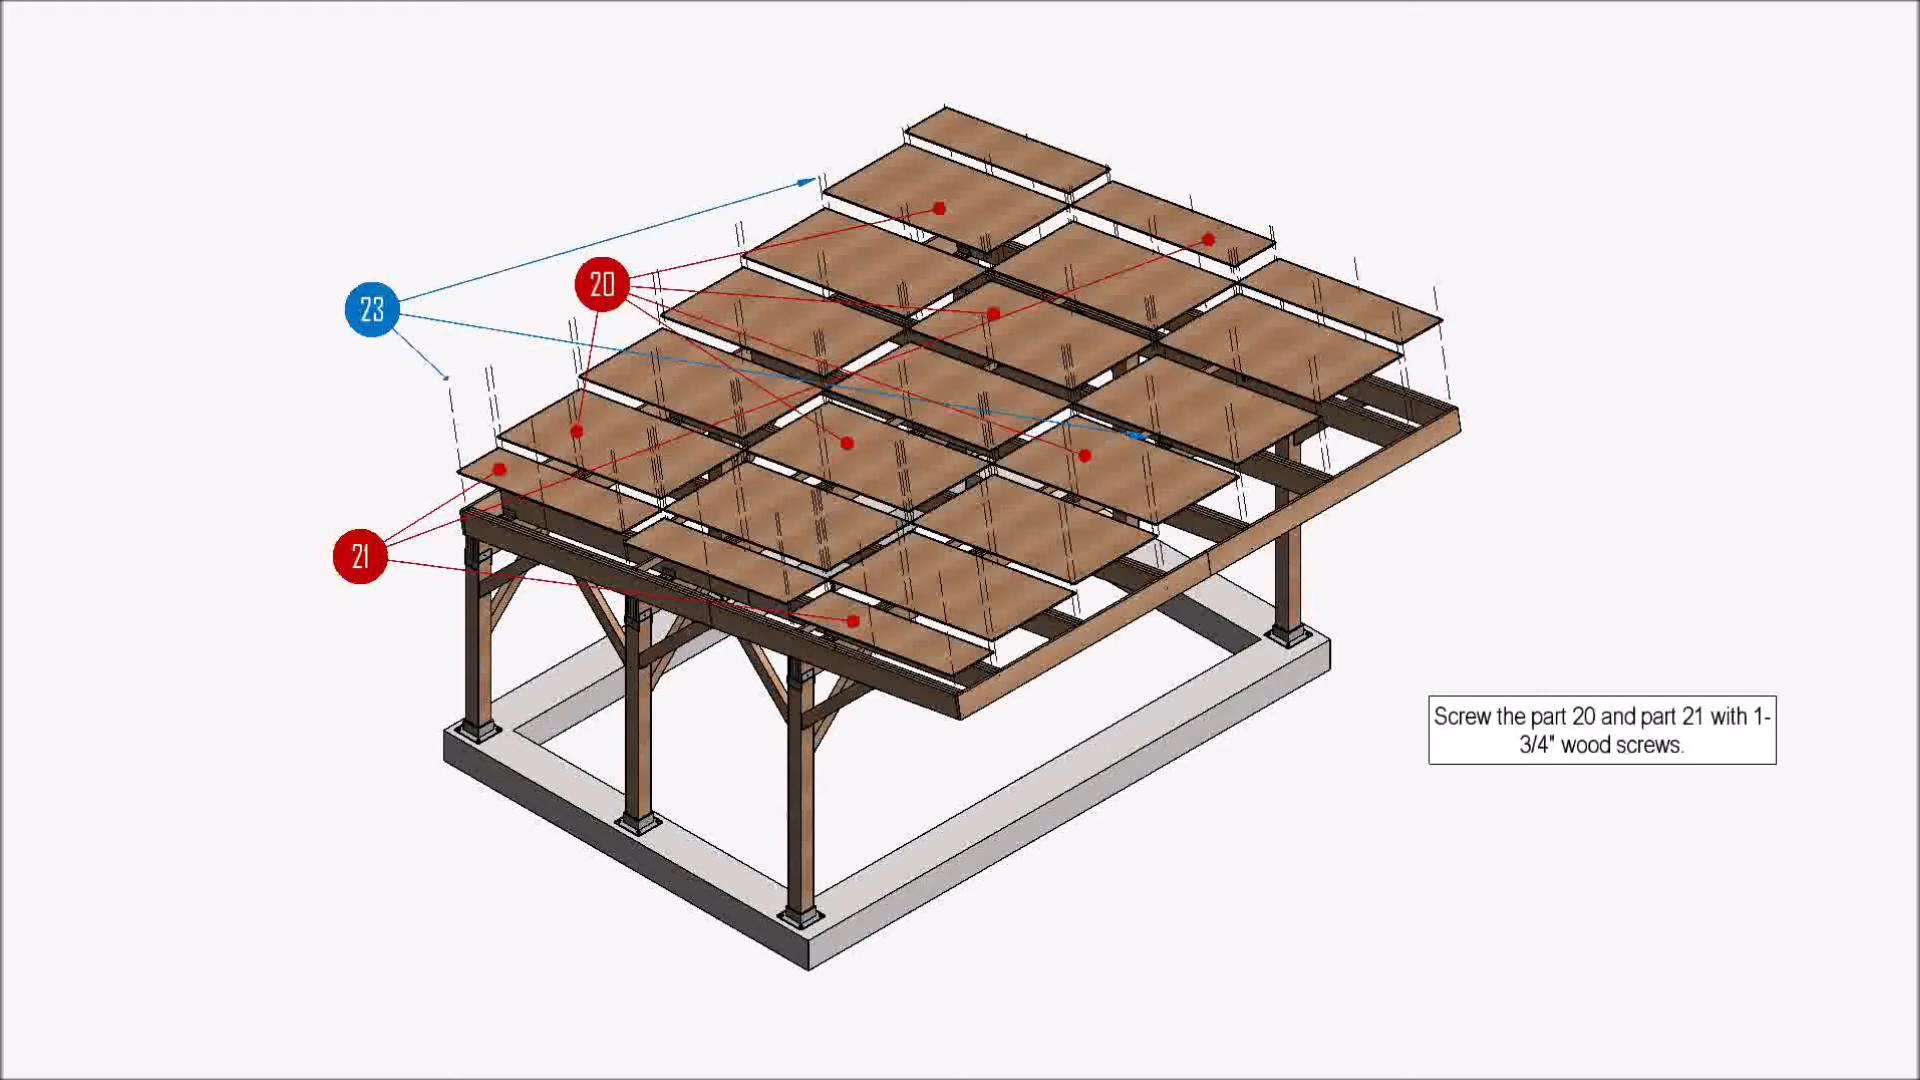 20
23
21
Screw the part 20 and part 21 with 1-
3/4" wood screws.